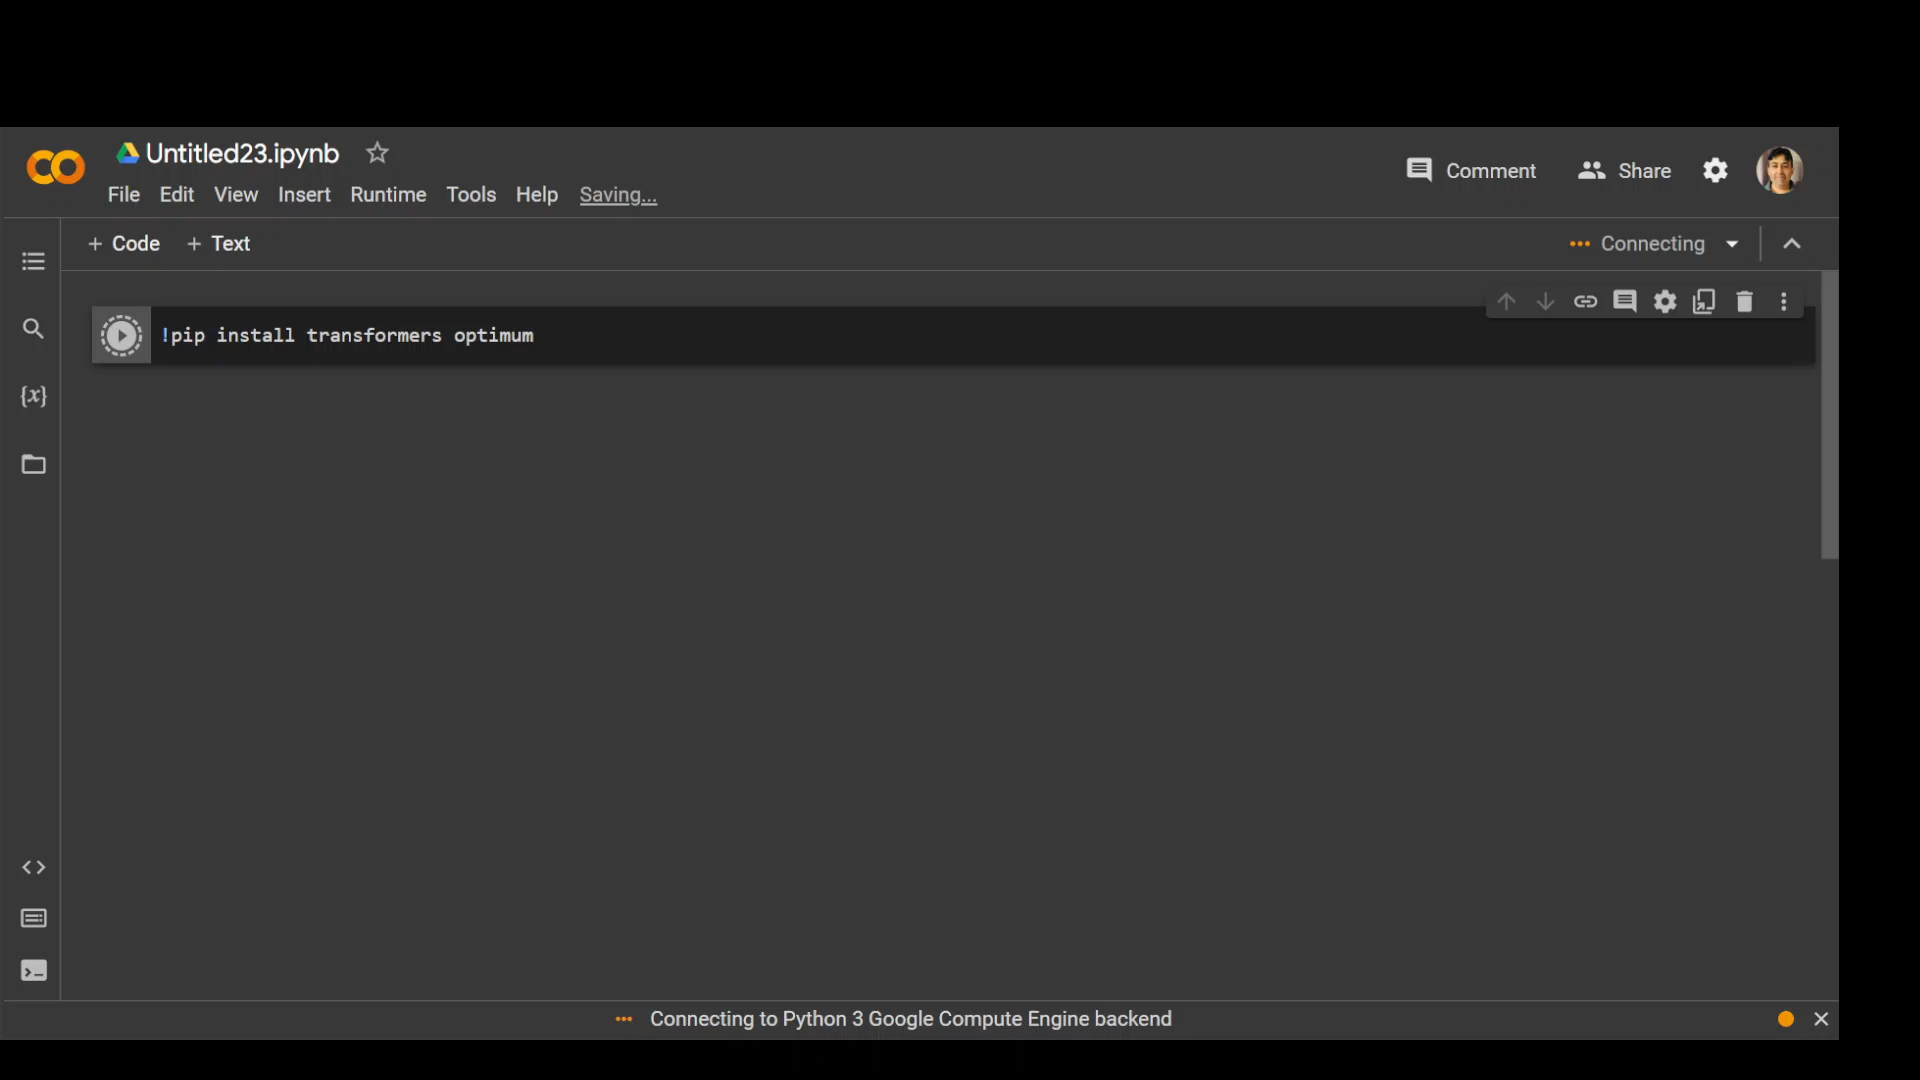 Untitled23.ipynb
File Edit View Insert Runtime Tools Help Saving...
Comment Share
+ Code + Text
Connecting
!pip install transformers optimum
{x}
Connecting to Python 3 Google Compute Engine backend